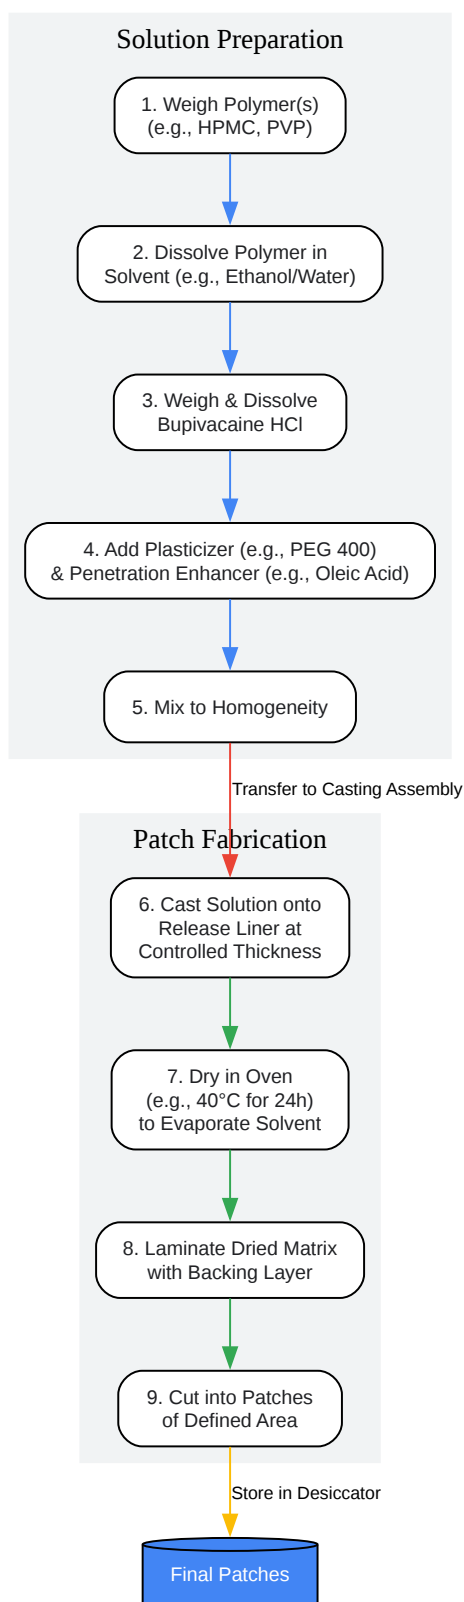 Solution Preparation
1. Weigh Polymer(s)
(e.g., HPMC, PVP)
2. Dissolve Polymer in
Solvent (e.g., Ethanol/Water)
3. Weigh & Dissolve
Bupivacaine HCl
4. Add Plasticizer (e.g., PEG 400)
& Penetration Enhancer (e.g., Oleic Acid)
5. Mix to Homogeneity
Transfer to Casting Assembly
Patch Fabrication
6. Cast Solution onto
Release Liner at
Controlled Thickness
7. Dry in Oven
(e.g., 40°C for 24h)
to Evaporate Solvent
8. Laminate Dried Matrix
with Backing Layer
9. Cut into Patches
of Defined Area
Store in Desiccator
Final Patches